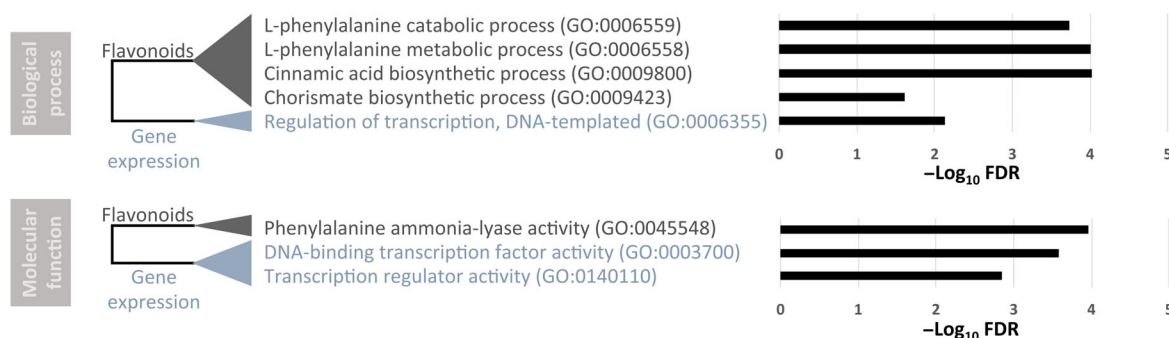 Biological
process
Flavonoids
Gene
expression
L-phenylalanine catabolic process (GO:0006559)
L-phenylalanine metabolic process (GO:0006558)
Cinnamic acid biosynthetic process (GO:0009800)
Chorismate biosynthetic process (GO:0009423)
Regulation of transcription, DNA-templated (GO:0006355)
0 1 2 3 4 5
–Log₁₀ FDR
Molecular
function
Flavonoids
Gene
expression
Phenylalanine ammonia-lyase activity (GO:0045548)
DNA-binding transcription factor activity (GO:0003700)
Transcription regulator activity (GO:0140110)
0 1 2 3 4 5
–Log₁₀ FDR